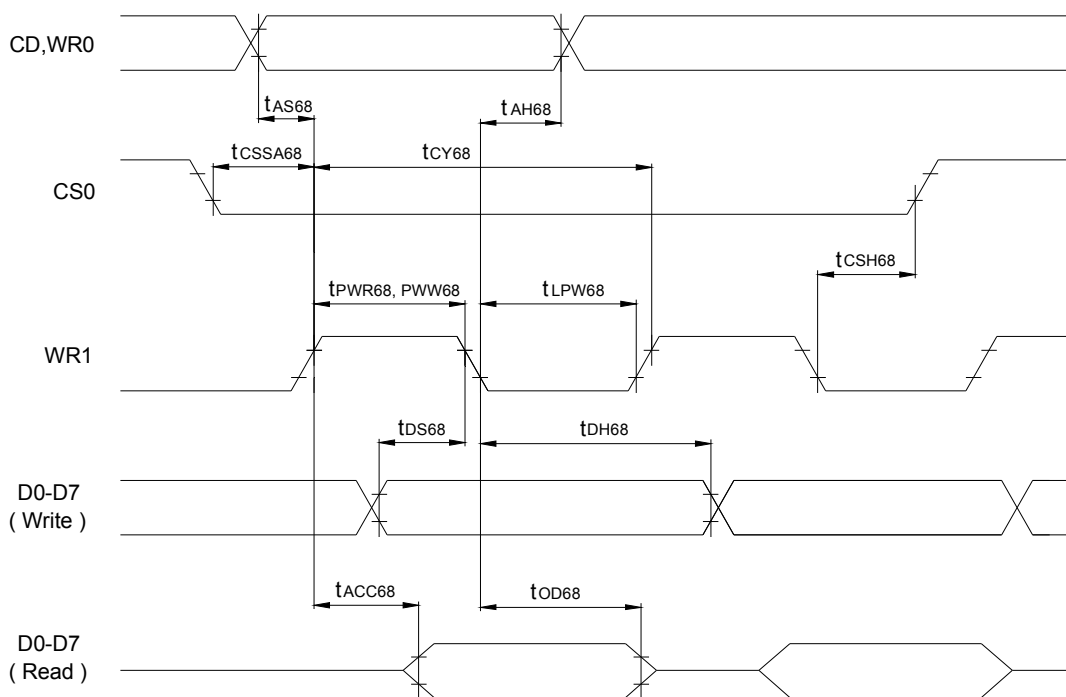 CD,WR0
tAS68
tAH68
tCSSA68
tCY68
CS0
tCSH68
tPWR68, PWW68
tLPW68
WR1
tDS68
tDH68
D0-D7
( Write )
tACC68
tOD68
D0-D7
( Read )